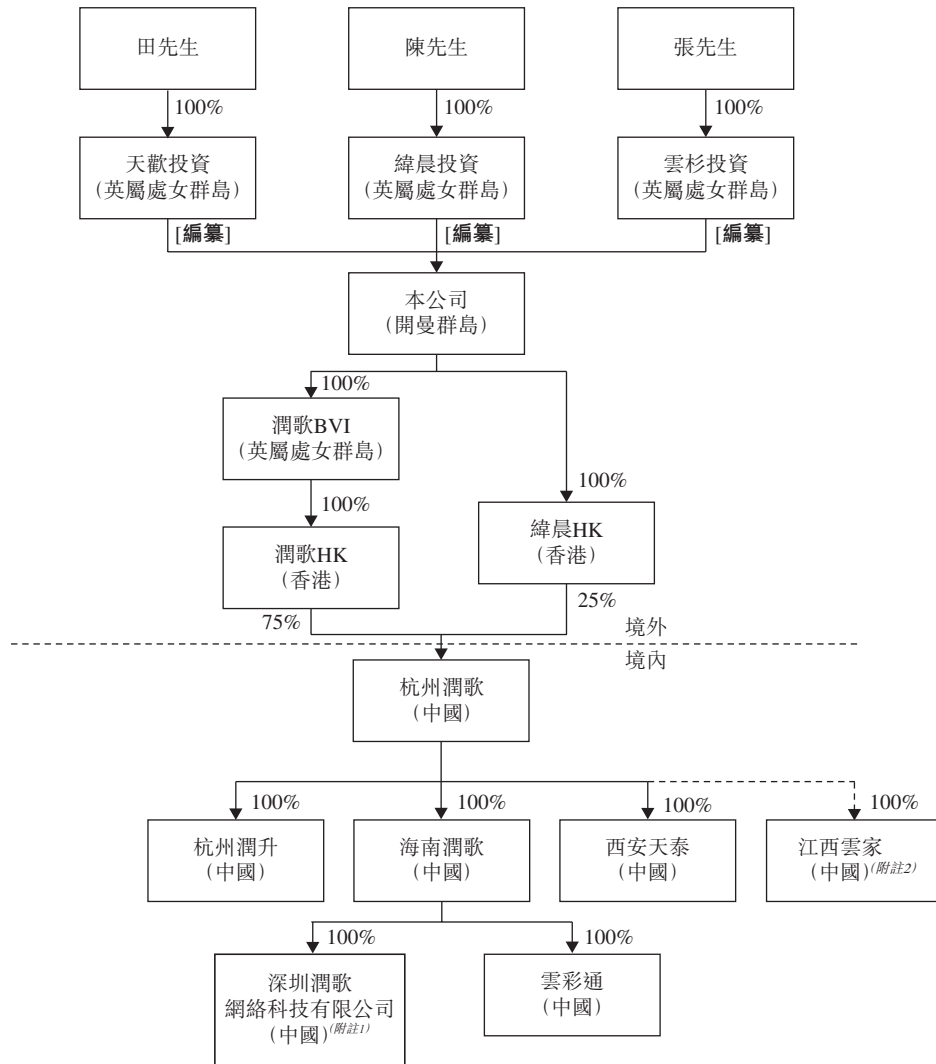 田先生
陳先生
張先生
100%
100%
100%
天歡投資
(英屬處女群島)
緯晨投資
(英屬處女群島)
雲杉投資
(英屬處女群島)
[編纂]
[編纂]
[編纂]
本公司
(開曼群島)
100%
潤歌BVI
(英屬處女群島)
100%
100%
潤歌HK
(香港)
緯晨HK
(香港)
75%
25%
境外
境內
杭州潤歌
(中國)
100%
100%
100%
100%
杭州潤升
(中國)
海南潤歌
(中國)
西安天泰
(中國)
江西雲家
(中國)(附註2)
100%
100%
深圳潤歌
網絡科技有限公司
(中國)(附註1)
雲彩通
(中國)